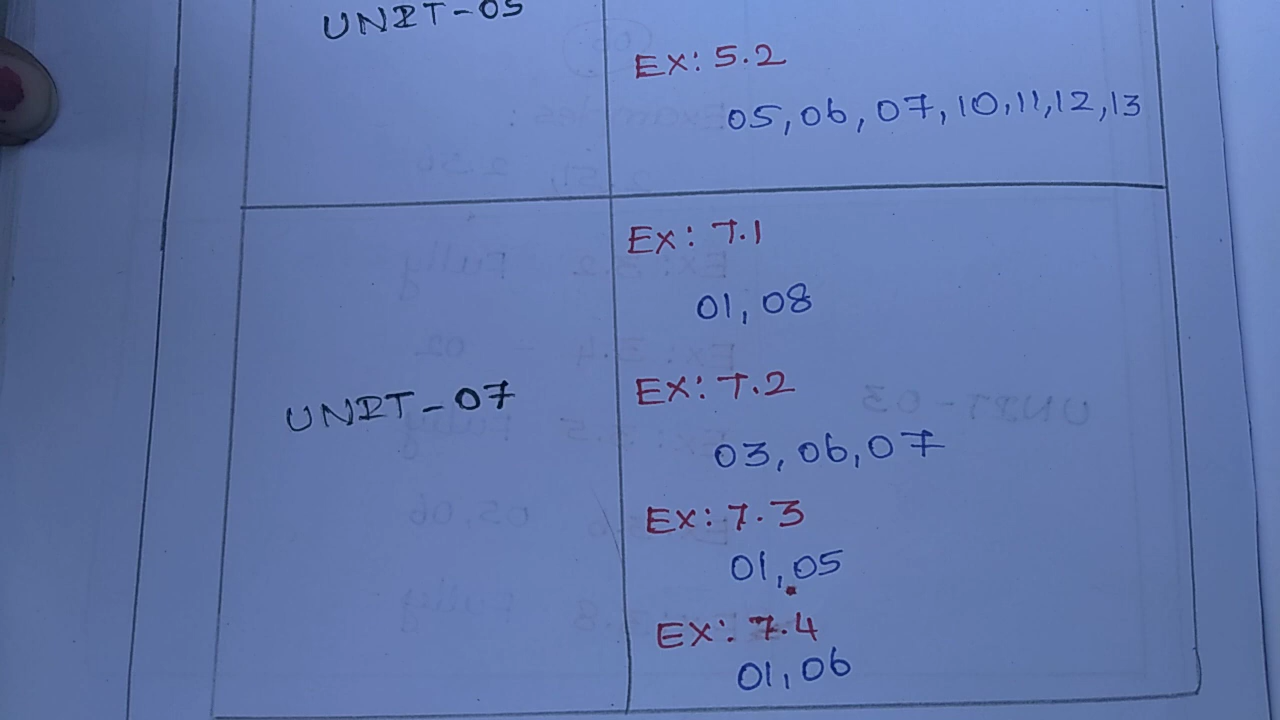 UNIT-05
Ex: 5.2
05, 06, 07, 10, 11, 12, 13
Ex: 7.1
01, 08
UNIT-07
Ex: 7.2
03, 06, 07
Ex: 7.3
01, 05
Ex: 7.4
01, 06